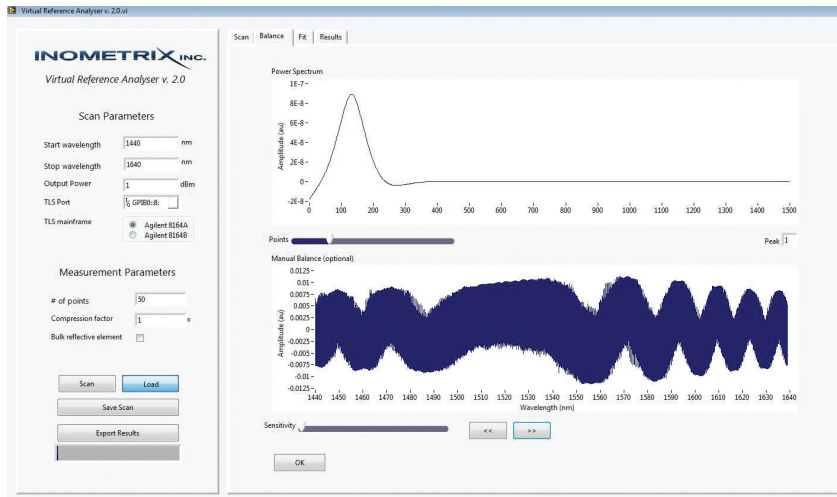 Virtual Reference Analyser v. 2.0.vi
INOMETRIX INC.
Virtual Reference Analyser v. 2.0
Scan Parameters
Start wavelength 1440 nm
Stop wavelength 1640 nm
Output Power 1 dBm
TLS Port GPIB0::8:
TLS mainframe Agilent 8164A
Agilent 8164B
Measurement Parameters
# of points 50
Compression factor 1 x
Bulk reflective element
Scan Load
Save Scan
Export Results
Scan Balance Fit Results
Power Spectrum
1E-7
8E-8
6E-8
4E-8
2E-8
0
-2E-8
Amplitude (au)
0 100 200 300 400 500 600 700 800 900 1000 1100 1200 1300 1400 1500
Points Peak 1
Manual Balance (optional)
0.0125
0.01
0.0075
0.005
0.0025
0
-0.0025
-0.005
-0.0075
-0.01
-0.0125
Amplitude (au)
1440 1450 1460 1470 1480 1490 1500 1510 1520 1530 1540 1550 1560 1570 1580 1590 1600 1610 1620 1630 1640
Wavelength (nm)
Sensitivity << >>
OK